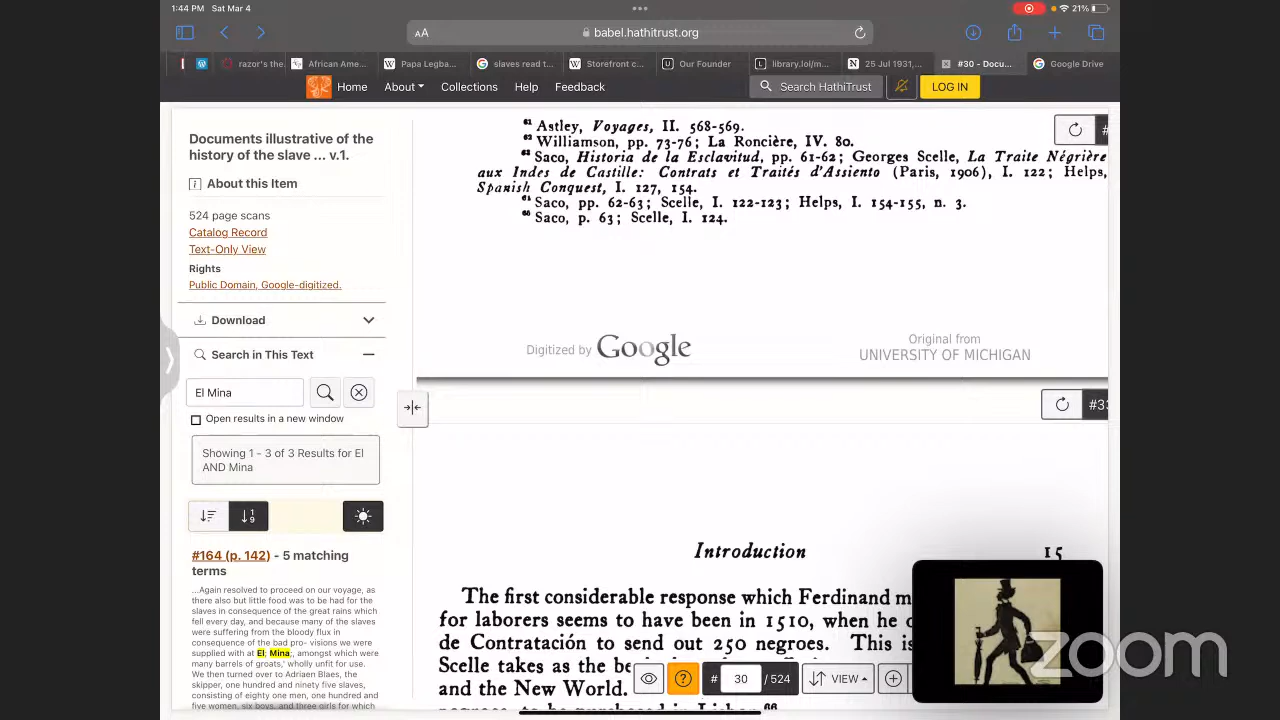 1:44 PM Sat Mar 4
21%
AA
babel.hathitrust.org
razor's the
African Ame...
Papa Legba...
slaves read t...
Storefront c...
Our Founder
library.lol/m...
25 Jul 1931,...
#30 - Docu...
Google Drive
Home
About
Collections
Help
Feedback
Search HathiTrust
LOG IN
Documents illustrative of the
history of the slave ... v.1.
About this Item
524 page scans
Catalog Record
Text-Only View
Rights
Public Domain, Google-digitized.
Download
Search in This Text
El Mina
Open results in a new window
Showing 1 - 3 of 3 Results for El
AND Mina
#164 (p. 142) - 5 matching
terms
...Again resolved to proceed on our voyage, as
there also but little food was to be had for the
slaves in consequence of the great rains which
fell every day, and because many of the slaves
were suffering from the bloody flux in
consequence of the bad pro- visions we were
supplied with at El; Mina;, amongst which were
many barrels of groats,' wholly unfit for use.
We then turned over to Adriaen Blaes, the
skipper, one hundred and ninety five slaves,
consisting of eighty one men, one hundred and
five women, six boys, and three girls for which
61 Astley, Voyages, II. 568-569.
62 Williamson, pp. 73-76; La Roncière, IV. 80.
63 Saco, Historia de la Esclavitud, pp. 61-62; Georges Scelle, La Traite Négrière
aux Indes de Castille: Contrats et Traités d'Assiento (Paris, 1906), I. 122; Helps,
Spanish Conquest, I. 127, 154.
64 Saco, pp. 62-63; Scelle, I. 122-123; Helps, I. 154-155, n. 3.
65 Saco, p. 63; Scelle, I. 124.
Digitized by Google
Original from
UNIVERSITY OF MICHIGAN
Introduction
15
The first considerable response which Ferdinand m
for laborers seems to have been in 1510, when he
de Contratación to send out 250 negroes. This is
Scelle takes as the
and the New World.
# 30 / 524
VIEW
zoom